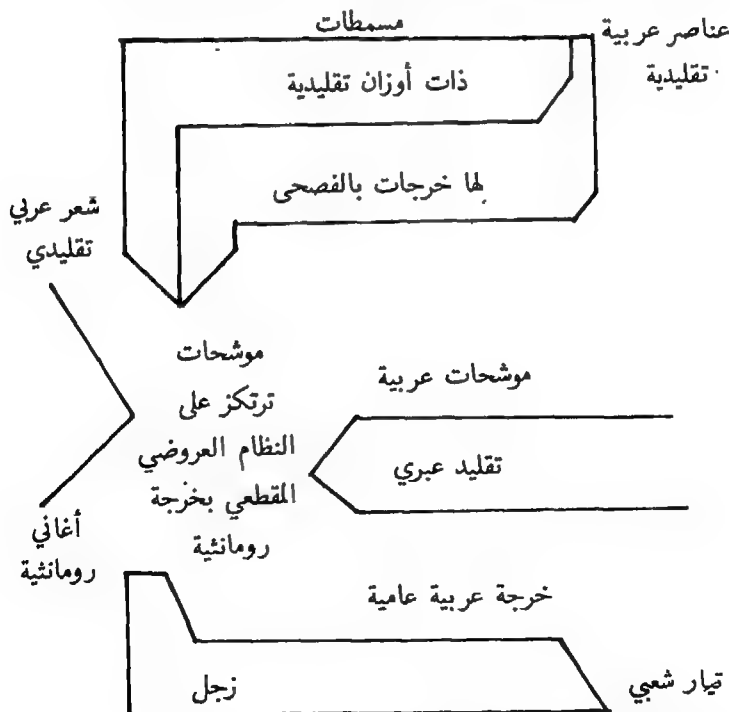 مسمطات
عناصر عربية
تقليدية
ذات أوزان تقليدية
لها خرجات بالفصحى
شعر عربي
تقليدي
موشحات
ترتكز على
النظام العروضي
المقطعي بخرجة
رومانثية
موشحات عربية
تقليد عبري
أغاني
رومانثية
خرجة عربية عامية
زجل
تيار شعبي